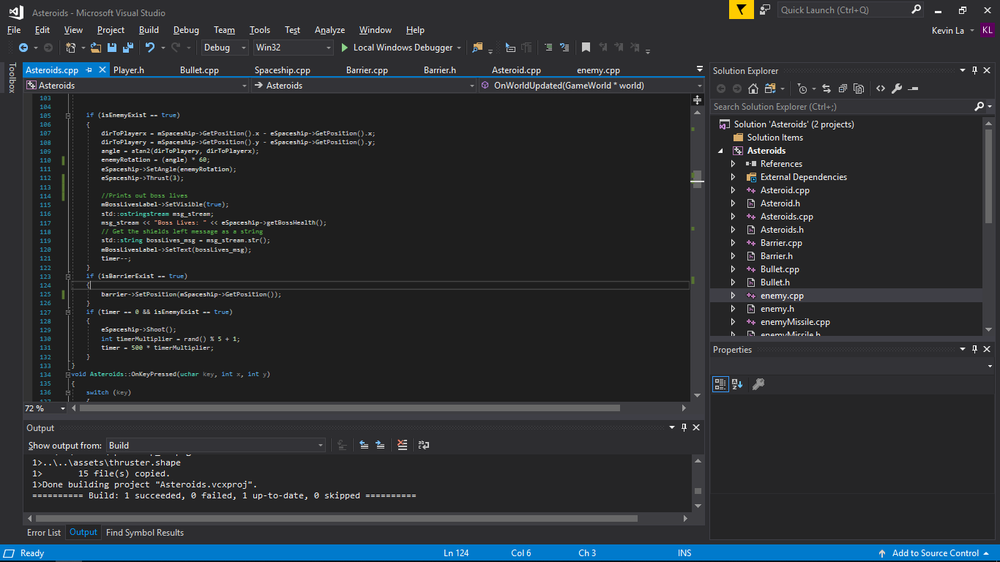 Asteroids - Microsoft Visual Studio
Quick Launch (Ctrl+Q)
File Edit View Project Build Debug Team Tools Test Analyze Window Help
Kevin La KL
Debug Win32 Local Windows Debugger
Toolbox
Asteroids.cpp Player.h Bullet.cpp Spaceship.cpp Barrier.cpp Barrier.h Asteroid.cpp enemy.cpp
Asteroids Asteroids OnWorldUpdated(GameWorld * world)
103
104
105 if (isEnemyExist == true)
106 {
107 dirToPlayerx = mSpaceship->GetPosition().x - eSpaceship->GetPosition().x;
108 dirToPlayery = mSpaceship->GetPosition().y - eSpaceship->GetPosition().y;
109 angle = atan2(dirToPlayery, dirToPlayerx);
110 enemyRotation = (angle) * 60;
111 eSpaceship->SetAngle(enemyRotation);
112 eSpaceship->Thrust(3);
113
114 //Prints out boss lives
115 mBossLivesLabel->SetVisible(true);
116 std::ostringstream msg_stream;
117 msg_stream << "Boss Lives: " << eSpaceship->getBossHealth();
118 // Get the shields left message as a string
119 std::string bossLives_msg = msg_stream.str();
120 mBossLivesLabel->SetText(bossLives_msg);
121 timer--;
122 }
123 if (isBarrierExist == true)
124 {
125 barrier->SetPosition(mSpaceship->GetPosition());
126 }
127 if (timer == 0 && isEnemyExist == true)
128 {
129 eSpaceship->Shoot();
130 int timerMultiplier = rand() % 5 + 1;
131 timer = 500 * timerMultiplier;
132 }
133 }
134 void Asteroids::OnKeyPressed(uchar key, int x, int y)
135 {
136 switch (key)
137 {
72 %
Output
Show output from: Build
1>..\..\assets\thruster.shape
1> 15 file(s) copied.
1>Done building project "Asteroids.vcxproj".
========== Build: 1 succeeded, 0 failed, 1 up-to-date, 0 skipped ==========
Error List Output Find Symbol Results
Solution Explorer
Search Solution Explorer (Ctrl+;)
Solution 'Asteroids' (2 projects)
Solution Items
Asteroids
References
External Dependencies
Asteroid.cpp
Asteroid.h
Asteroids.cpp
Asteroids.h
Barrier.cpp
Barrier.h
Bullet.cpp
Bullet.h
enemy.cpp
enemy.h
enemyMissile.cpp
enemyMissile.h
Properties
Ready Ln 124 Col 6 Ch 3 INS Add to Source Control